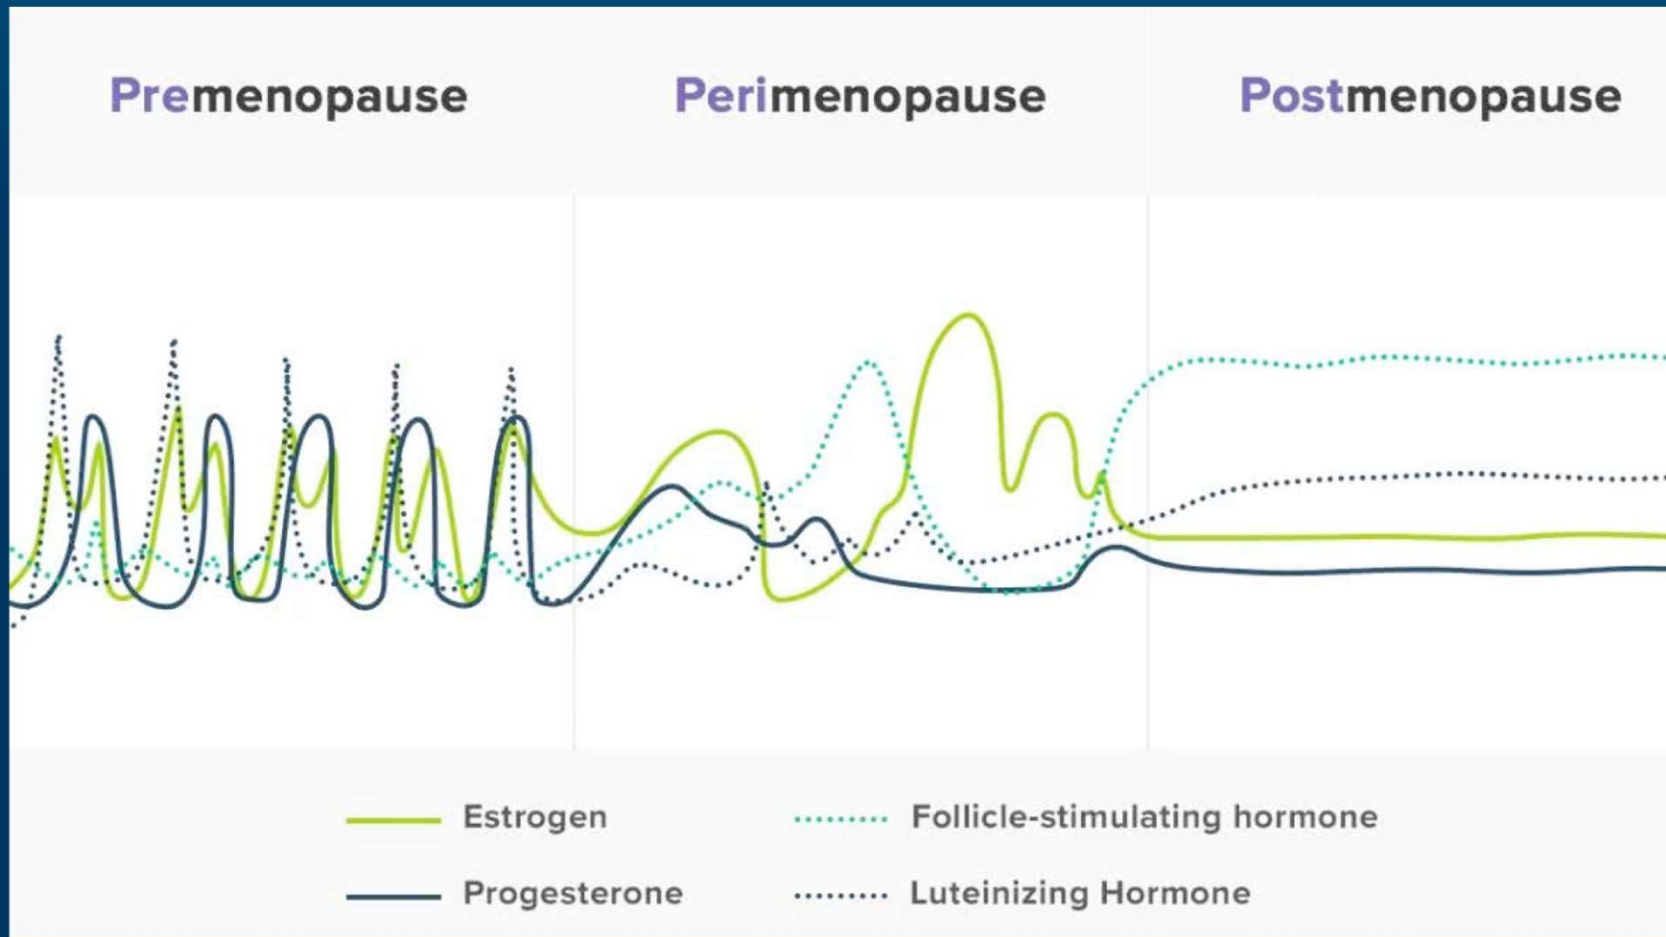 Premenopause
Perimenopause
Postmenopause
Estrogen
Follicle-stimulating hormone
Progesterone
Luteinizing Hormone